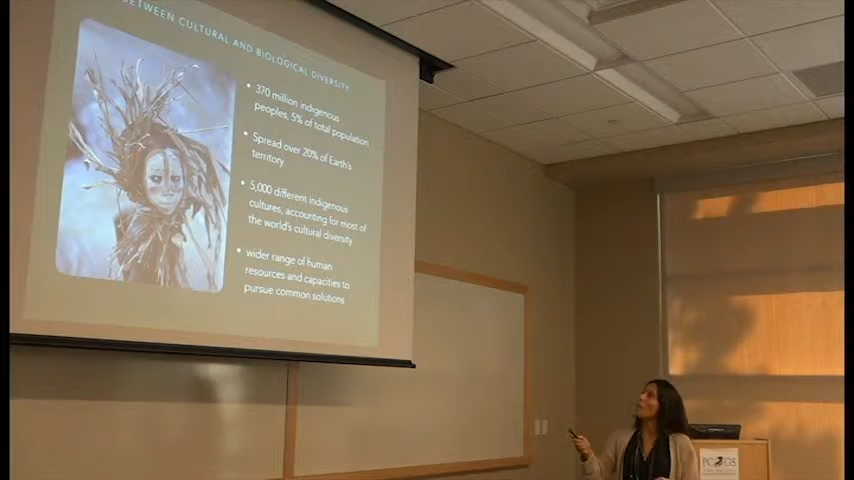 BETWEEN CULTURAL AND BIOLOGICAL DIVERSITY
• 370 million indigenous
peoples, 5% of total population
• Spread over 20% of Earth's
territory
• 5,000 different indigenous
cultures, accounting for most of
the world's cultural diversity
• wider range of human
resources and capacities to
pursue common solutions